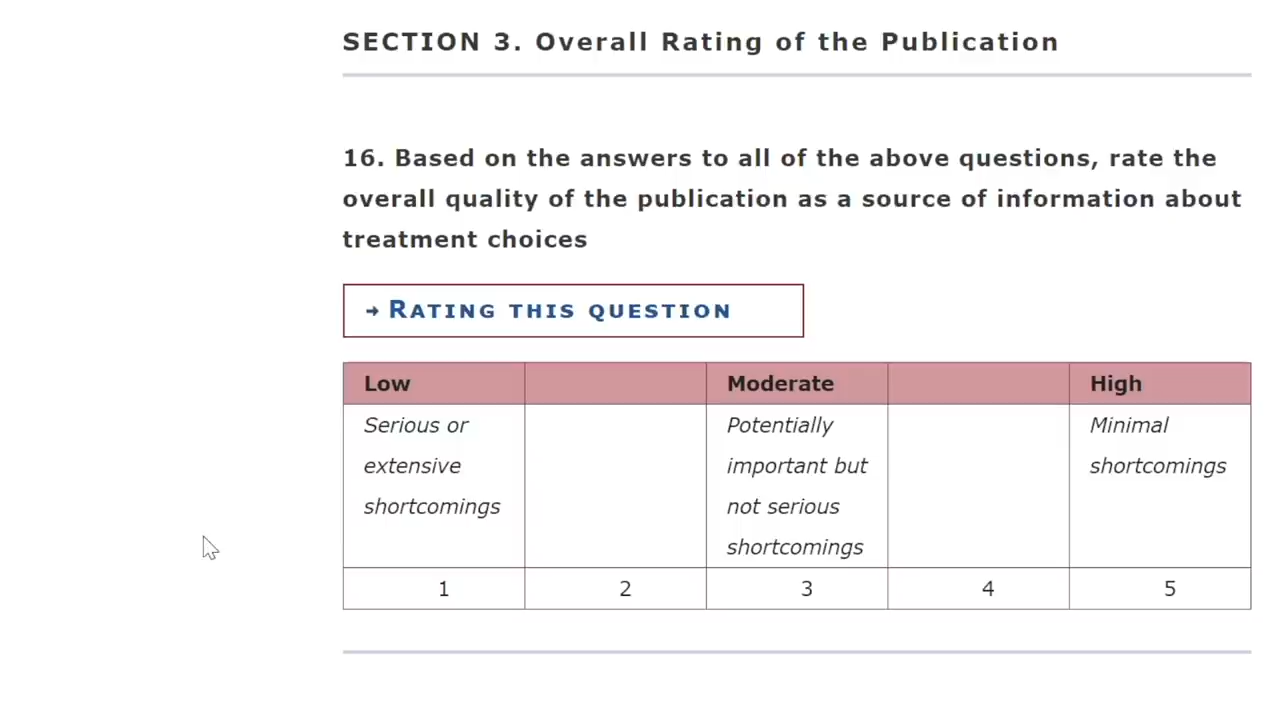 SECTION 3. Overall Rating of the Publication
16. Based on the answers to all of the above questions, rate the
overall quality of the publication as a source of information about
treatment choices
➔ RATING THIS QUESTION
Low Moderate High
Serious or Potentially Minimal
extensive important but shortcomings
shortcomings not serious
shortcomings
1 2 3 4 5